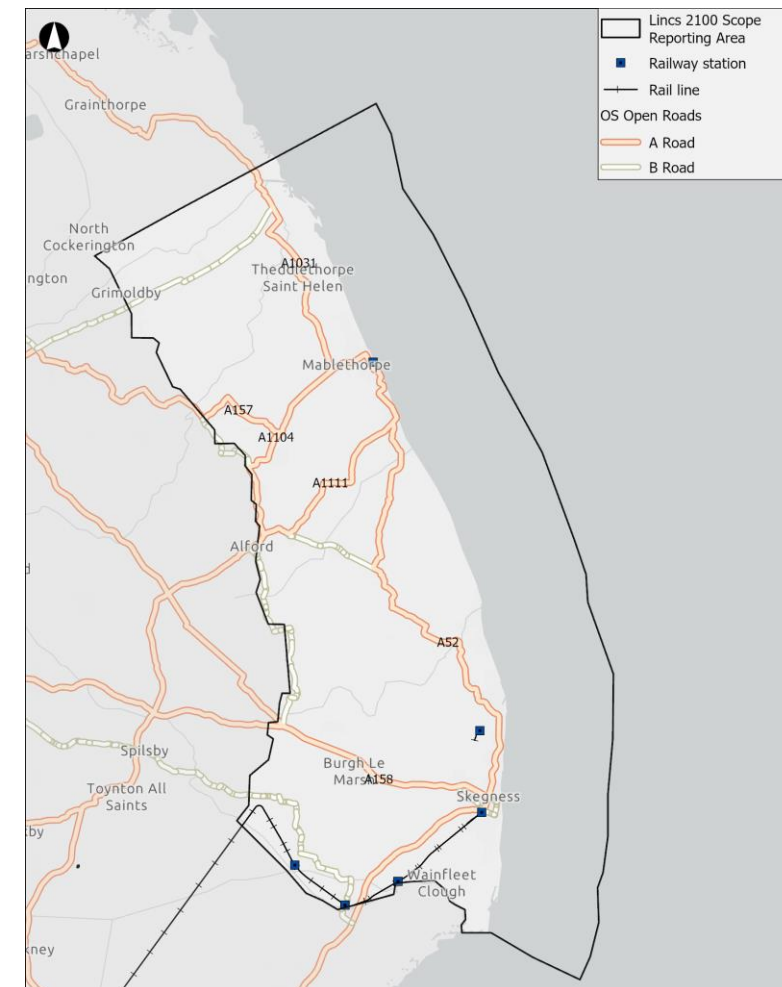 Lincs 2100 Scope
Reporting Area
Railway station
Rail line
OS Open Roads
A Road
B Road
arshchapel
Grainthorpe
North
Cockerington
ngton
Grimoldby
A1031
Theddlethorpe
Saint Helen
Mablethorpe
A157
A1104
A1111
Alford
d
A52
Spilsby
Burgh Le
Marsh
A158
Toynton All
Saints
Skegness
by
Wainfleet
Clough
kney